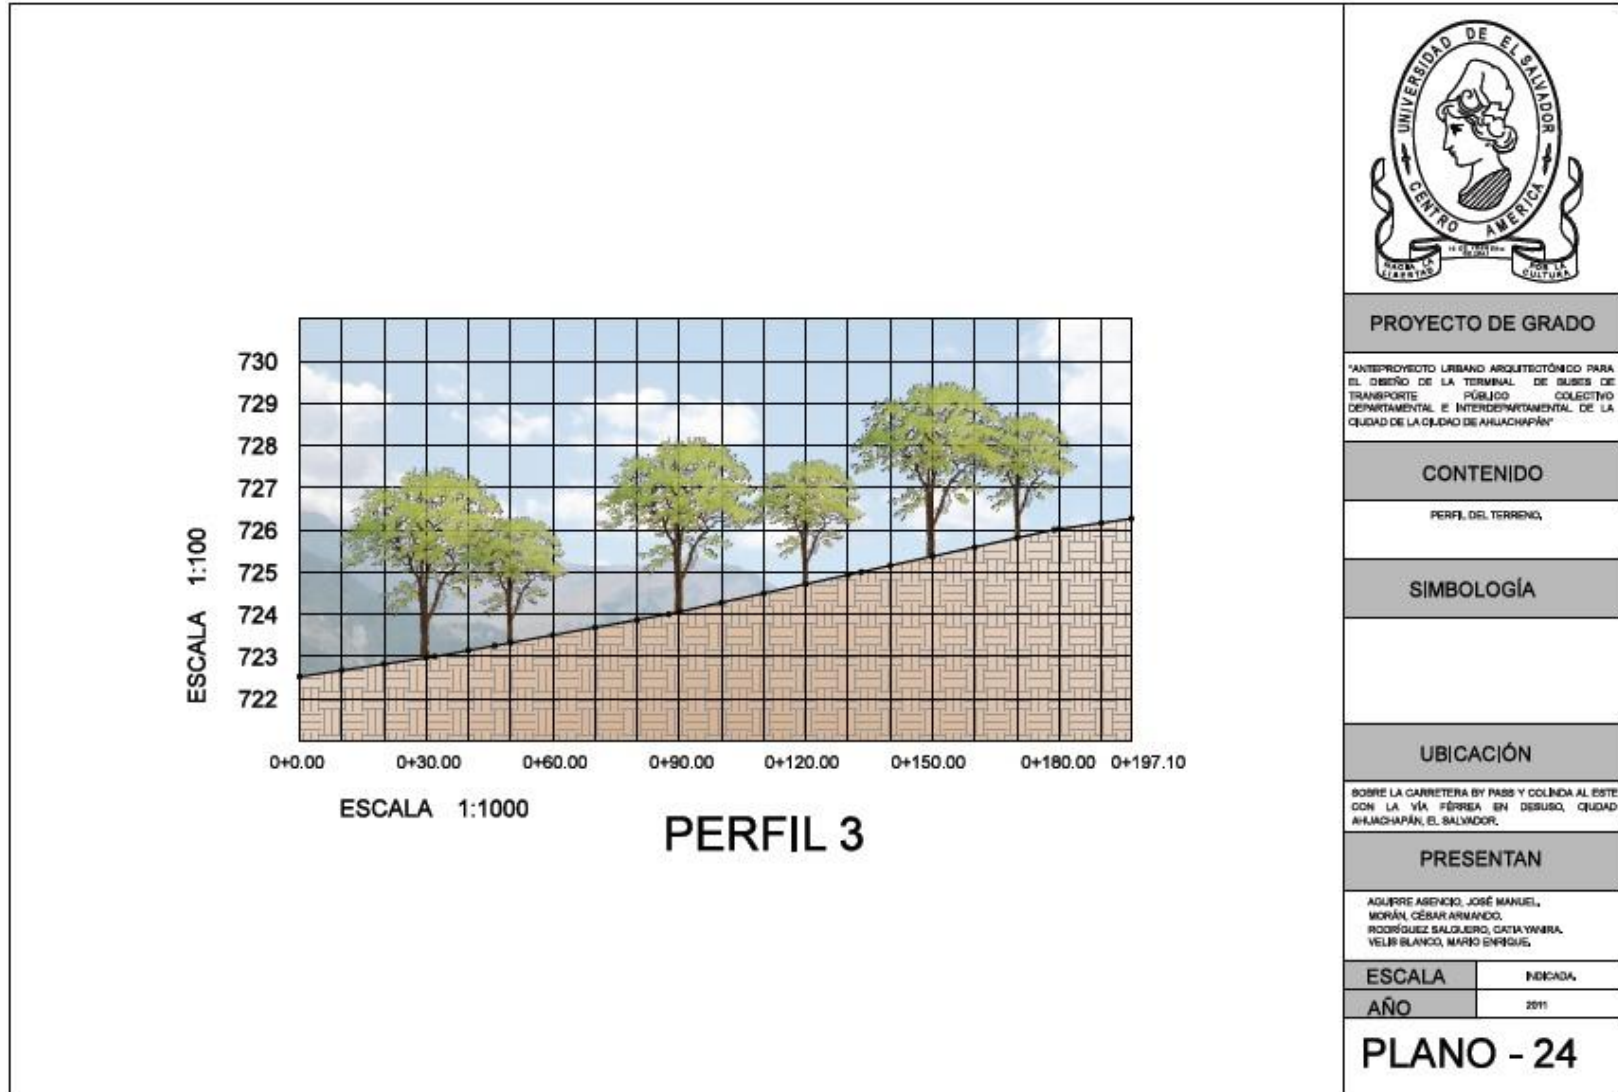 730
729
728
727
726
725
724
723
722
ESCALA 1:100
0+0.00 0+30.00 0+60.00 0+90.00 0+120.00 0+150.00 0+180.00 0+197.10
ESCALA 1:1000
PERFIL 3
UNIVERSIDAD DE EL SALVADOR
CENTRO AMERICA
HACIA LA
LIBERTAD
POR LA
CULTURA
PROYECTO DE GRADO
"ANTEPROYECTO URBANO ARQUITECTÓNICO PARA
EL DISEÑO DE LA TERMINAL DE BUSES DE
TRANSPORTE PÚBLICO COLECTIVO
DEPARTAMENTAL E INTERDEPARTAMENTAL DE LA
CIUDAD DE LA CIUDAD DE AHUACHAPÁN"
CONTENIDO
PERFIL DEL TERRENO.
SIMBOLOGÍA
UBICACIÓN
SOBRE LA CARRETERA BY PASS Y COLINDA AL ESTE
CON LA VÍA FÉRREA EN DESUSO, CIUDAD
AHUACHAPÁN, EL SALVADOR.
PRESENTAN
AGUIRRE ASENCIO, JOSÉ MANUEL.
MORÁN, CÉSAR ARMANDO.
RODRÍGUEZ SALGUERO, CATIA YANIRA.
VELIS BLANCO, MARIO ENRIQUE.
ESCALA INDICADA.
AÑO 2011
PLANO - 24